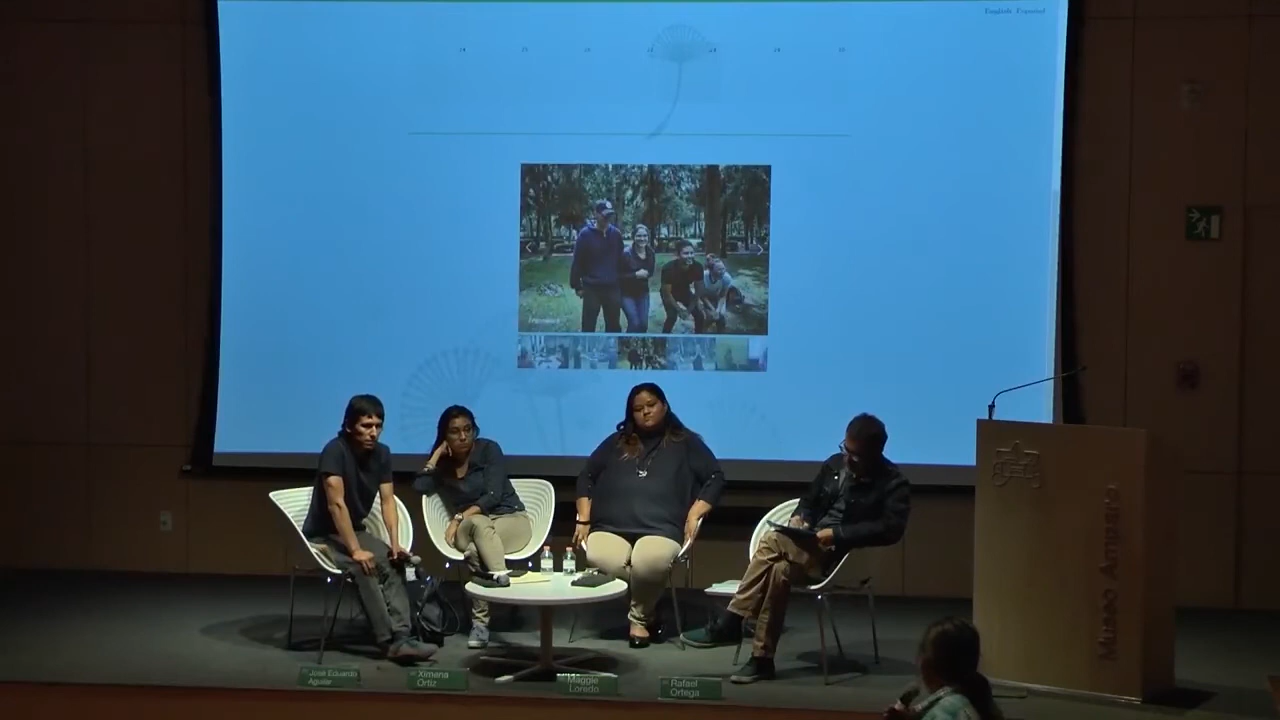 English Español
José Eduardo
Aguilar
Ximena
Ortiz
Maggie
Loredo
Rafael
Ortega
Museo Amparo